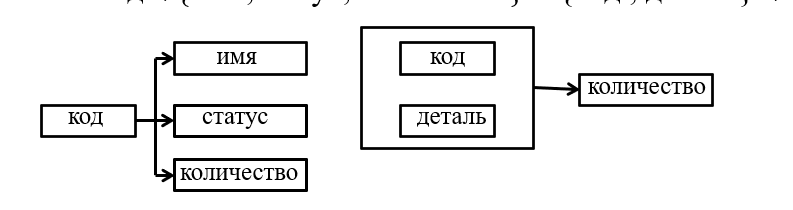 имя
код
статус
количество
код
деталь
количество